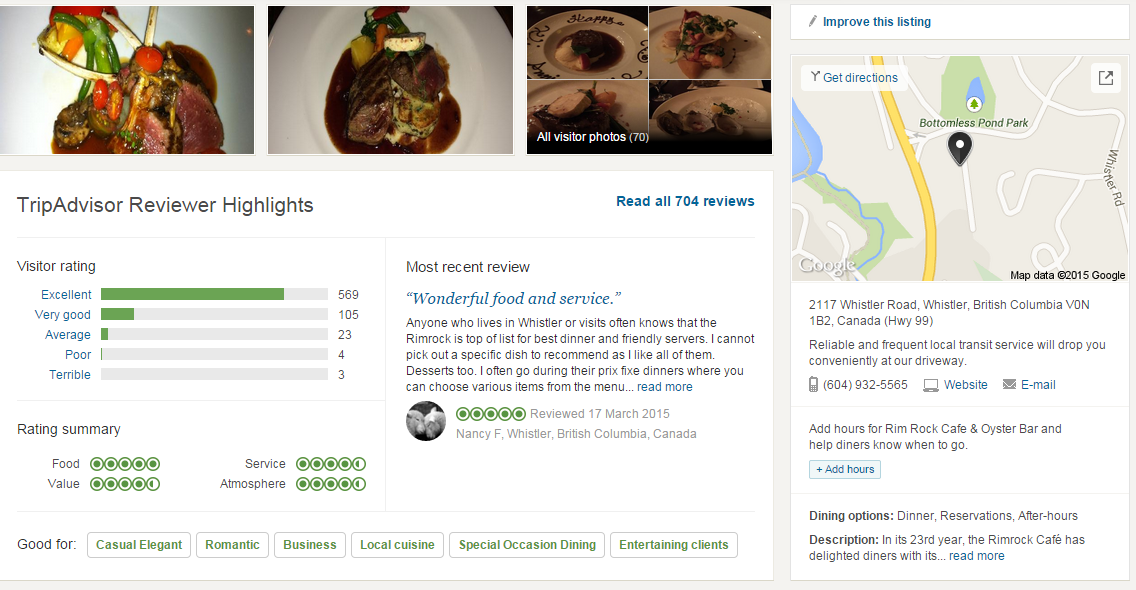 All visitor photos (70)
TripAdvisor Reviewer Highlights
Read all 704 reviews
Visitor rating
Excellent 569
Very good 105
Average 23
Poor 4
Terrible 3
Rating summary
Food
Service
Value
Atmosphere
Most recent review
“Wonderful food and service.”
Anyone who lives in Whistler or visits often knows that the
Rimrock is top of list for best dinner and friendly servers. I cannot
pick out a specific dish to recommend as I like all of them.
Desserts too. I often go during their prix fixe dinners where you
can choose various items from the menu... read more
Reviewed 17 March 2015
Nancy F, Whistler, British Columbia, Canada
Good for: Casual Elegant Romantic Business Local cuisine Special Occasion Dining Entertaining clients
Improve this listing
Get directions
Bottomless Pond Park
Whistler Rd
Google
Map data ©2015 Google
2117 Whistler Road, Whistler, British Columbia V0N
1B2, Canada (Hwy 99)
Reliable and frequent local transit service will drop you
conveniently at our driveway.
(604) 932-5565 Website E-mail
Add hours for Rim Rock Cafe & Oyster Bar and
help diners know when to go.
+ Add hours
Dining options: Dinner, Reservations, After-hours
Description: In its 23rd year, the Rimrock Café has
delighted diners with its... read more